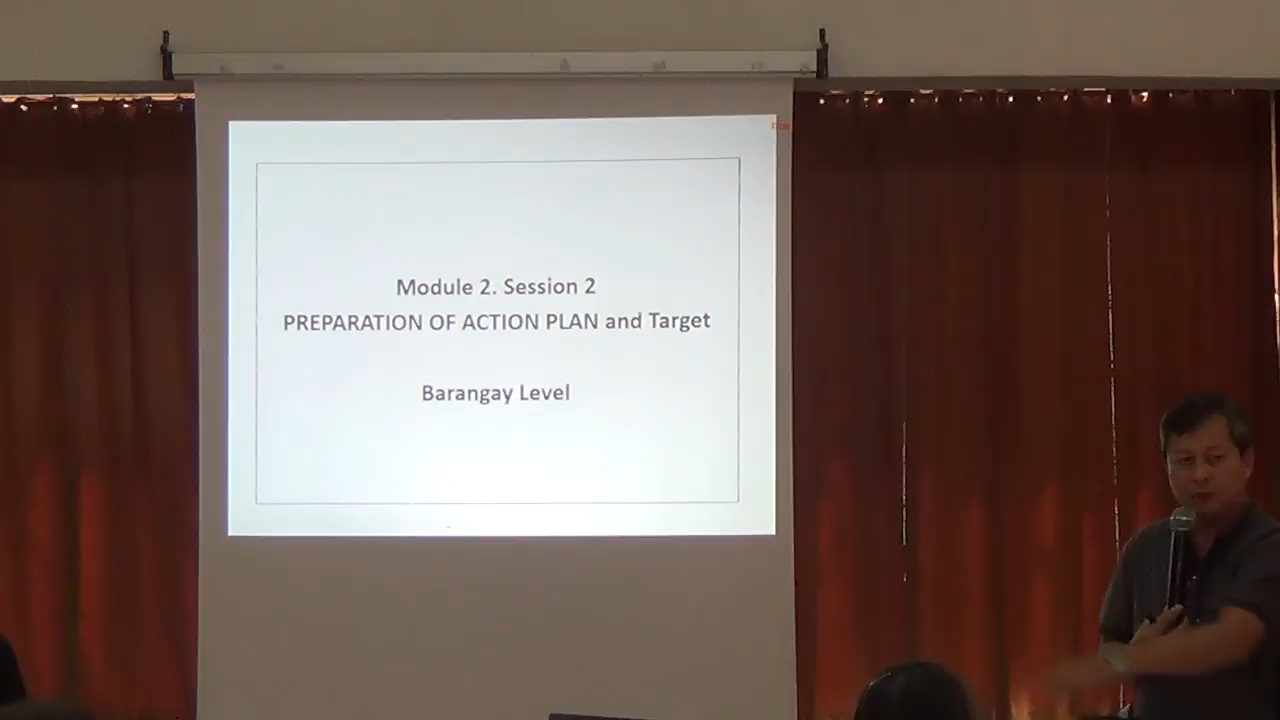 Module 2. Session 2
PREPARATION OF ACTION PLAN and Target
Barangay Level